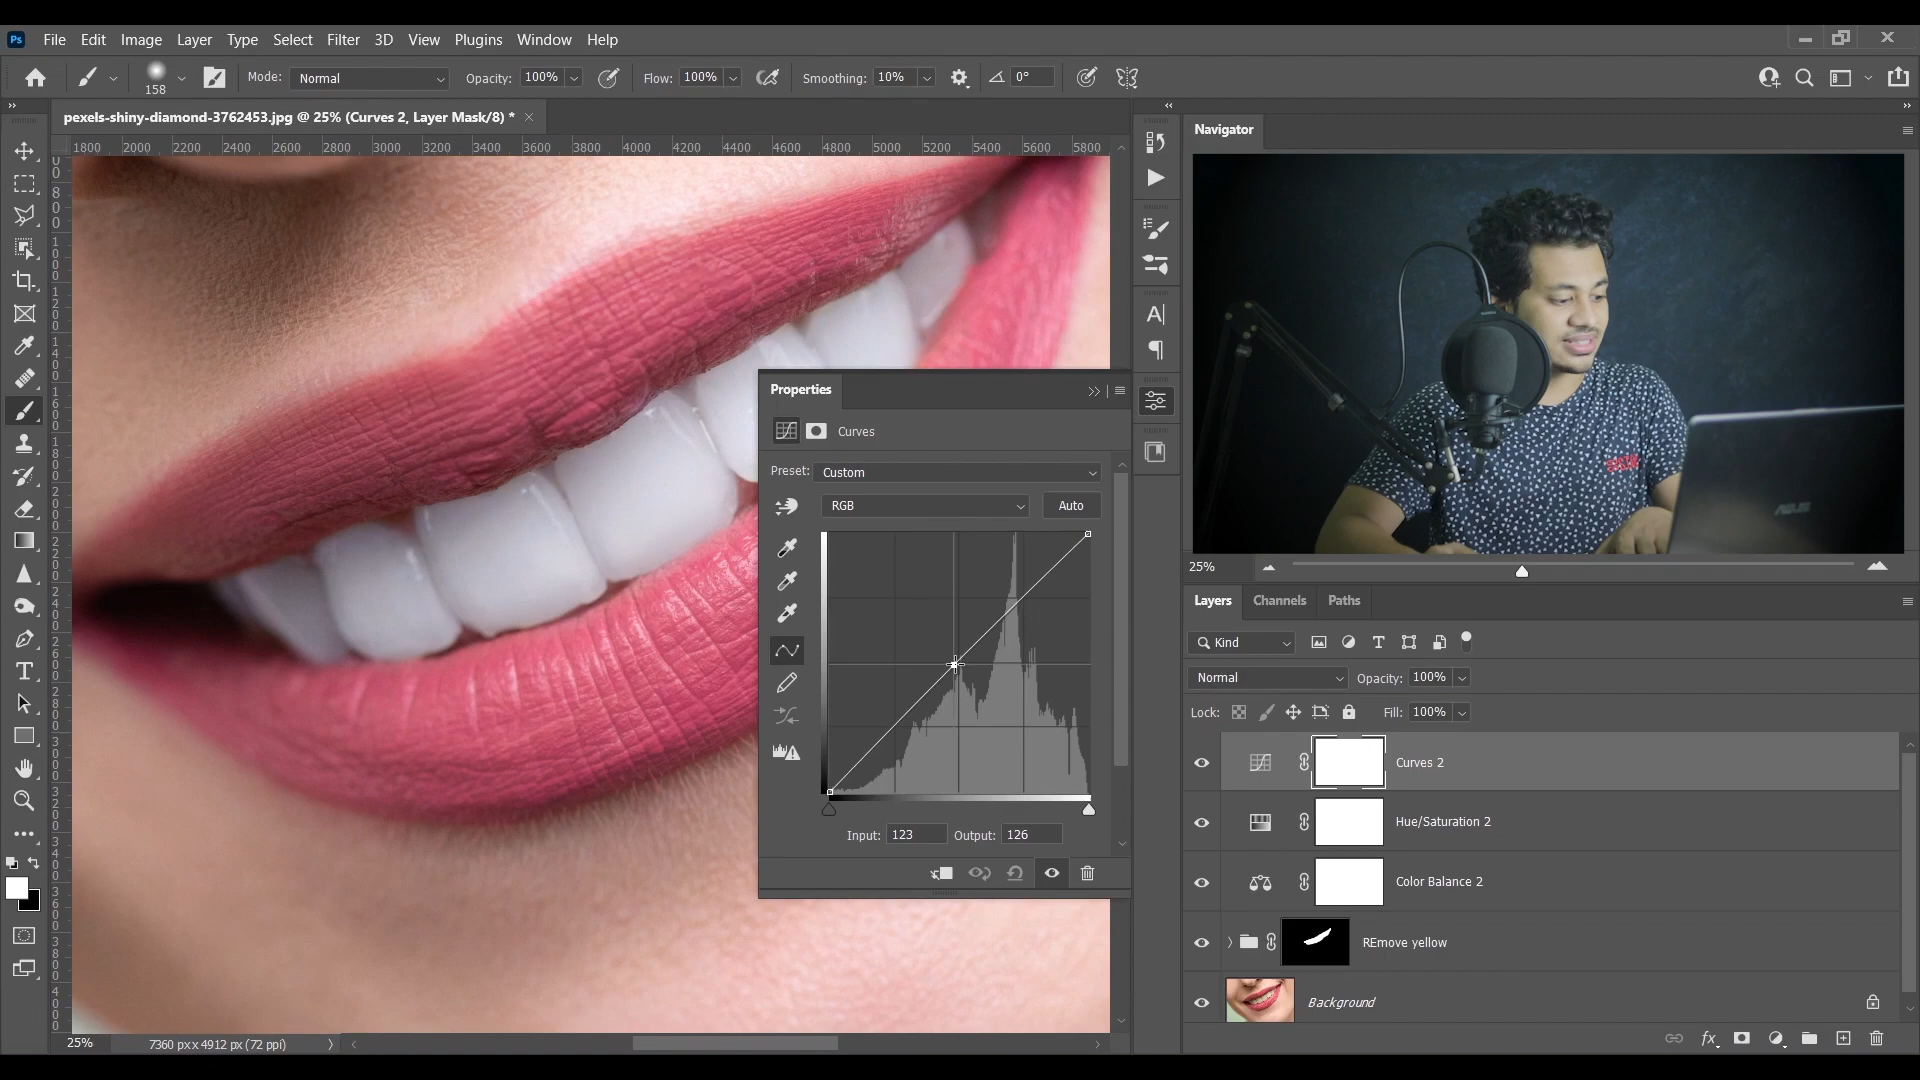 Ps File Edit Image Layer Type Select Filter 3D View Plugins Window Help
158 Mode: Normal Opacity: 100% Flow: 100% Smoothing: 10% 0°
pexels-shiny-diamond-3762453.jpg @ 25% (Curves 2, Layer Mask/8) *
1800 2000 2200 2400 2600 2800 3000 3200 3400 3600 3800 4000 4200 4400 4600 4800 5000 5200 5400 5600 5800
Properties
Curves
Preset: Custom
RGB Auto
Input: 123 Output: 126
25% 7360 px x 4912 px (72 ppi)
Navigator
ASUS
25%
Layers Channels Paths
Kind
Normal Opacity: 100%
Lock: Fill: 100%
Curves 2
Hue/Saturation 2
Color Balance 2
REmove yellow
Background
fx